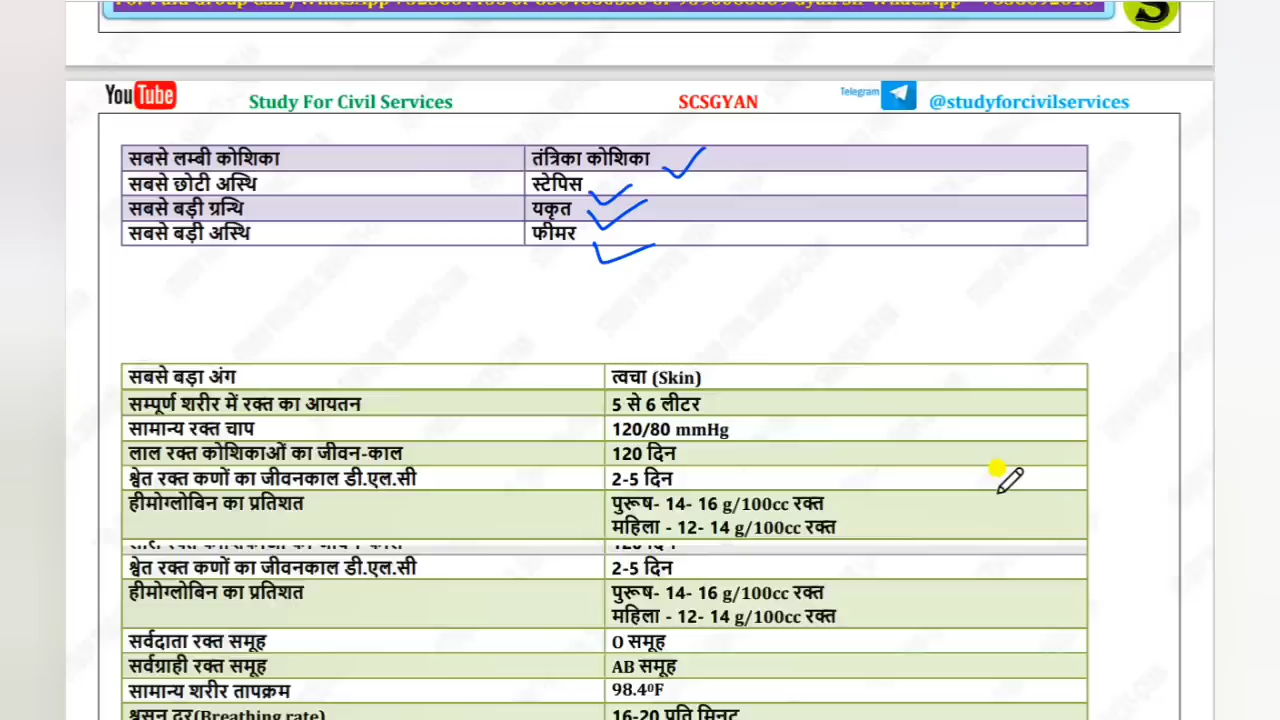 YouTube Study For Civil Services SCSGYAN Telegram @studyforcivilservices
सबसे लम्बी कोशिका तंत्रिका कोशिका
सबसे छोटी अस्थि स्टेपिस
सबसे बड़ी ग्रन्थि यकृत
सबसे बड़ी अस्थि फीमर
सबसे बड़ा अंग त्वचा (Skin)
सम्पूर्ण शरीर में रक्त का आयतन 5 से 6 लीटर
सामान्य रक्त चाप 120/80 mmHg
लाल रक्त कोशिकाओं का जीवन-काल 120 दिन
श्वेत रक्त कणों का जीवनकाल डी.एल.सी 2-5 दिन
हीमोग्लोबिन का प्रतिशत पुरूष- 14- 16 g/100cc रक्त
महिला - 12- 14 g/100cc रक्त
श्वेत रक्त कणों का जीवनकाल डी.एल.सी 2-5 दिन
हीमोग्लोबिन का प्रतिशत पुरूष- 14- 16 g/100cc रक्त
महिला - 12- 14 g/100cc रक्त
सर्वदाता रक्त समूह O समूह
सर्वग्राही रक्त समूह AB समूह
सामान्य शरीर तापक्रम 98.4⁰F
श्वसन दर(Breathing rate) 16-20 प्रति मिनट